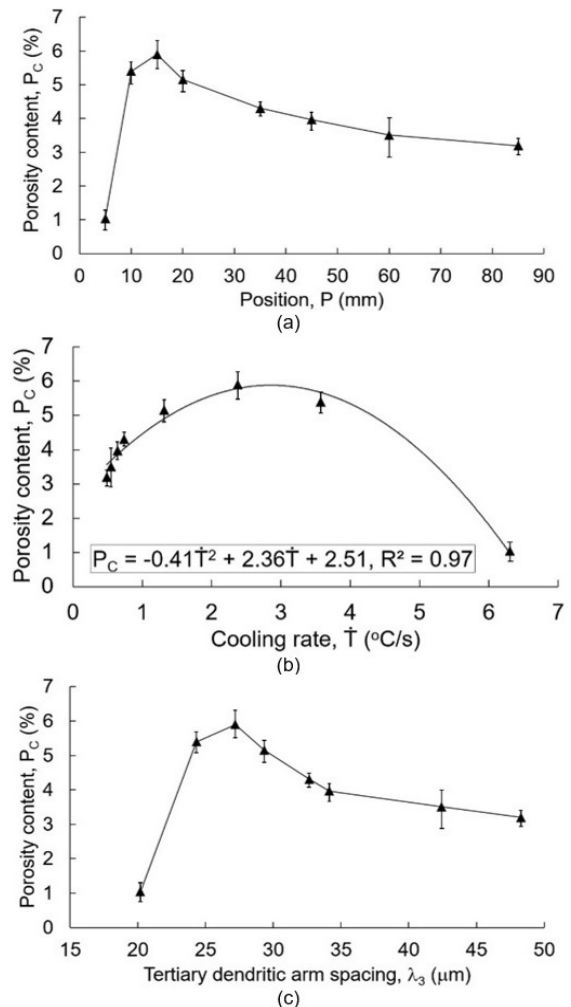 Porosity content, P_C (%)
7
6
5
4
3
2
1
0
0 10 20 30 40 50 60 70 80 90
Position, P (mm)
(a)
Porosity content, P_C (%)
7
6
5
4
3
2
1
0
P_C = -0.41Ṫ² + 2.36Ṫ + 2.51, R² = 0.97
0 1 2 3 4 5 6 7
Cooling rate, Ṫ (°C/s)
(b)
Porosity content, P_C (%)
7
6
5
4
3
2
1
0
15 20 25 30 35 40 45 50
Tertiary dendritic arm spacing, λ₃ (μm)
(c)